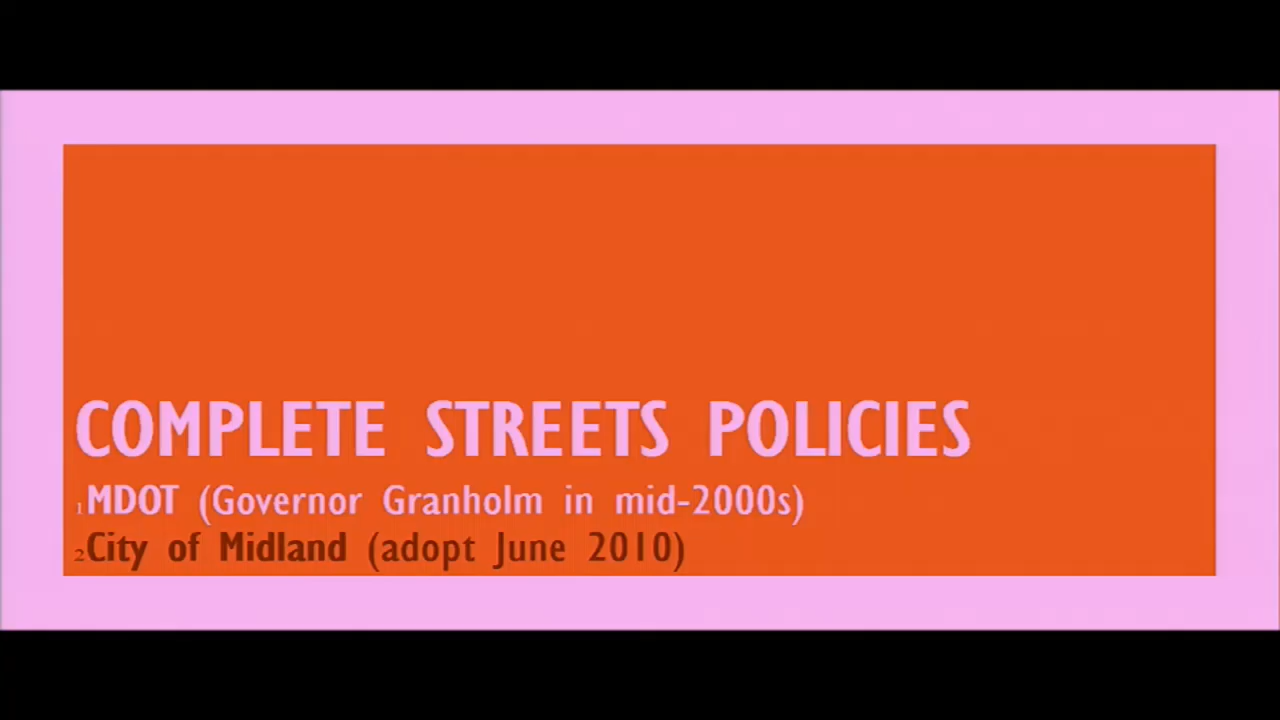 COMPLETE STREETS POLICIES
1MDOT (Governor Granholm in mid-2000s)
2City of Midland (adopt June 2010)